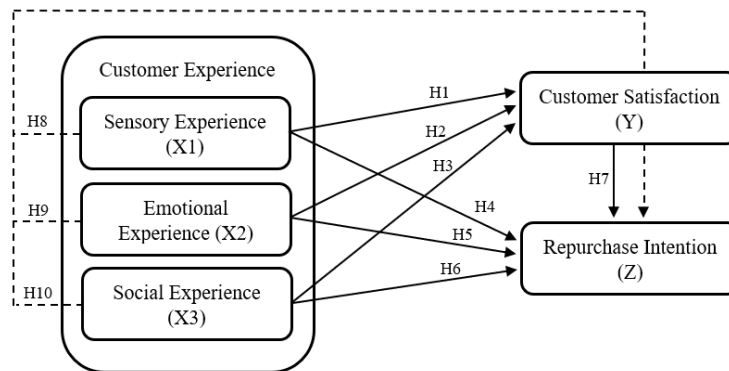 Customer Experience
H1
Customer Satisfaction
(Y)
H8
Sensory Experience
(X1)
H2
H3
H7
H9
Emotional
Experience (X2)
H4
H5
Repurchase Intention
(Z)
H6
H10
Social Experience
(X3)